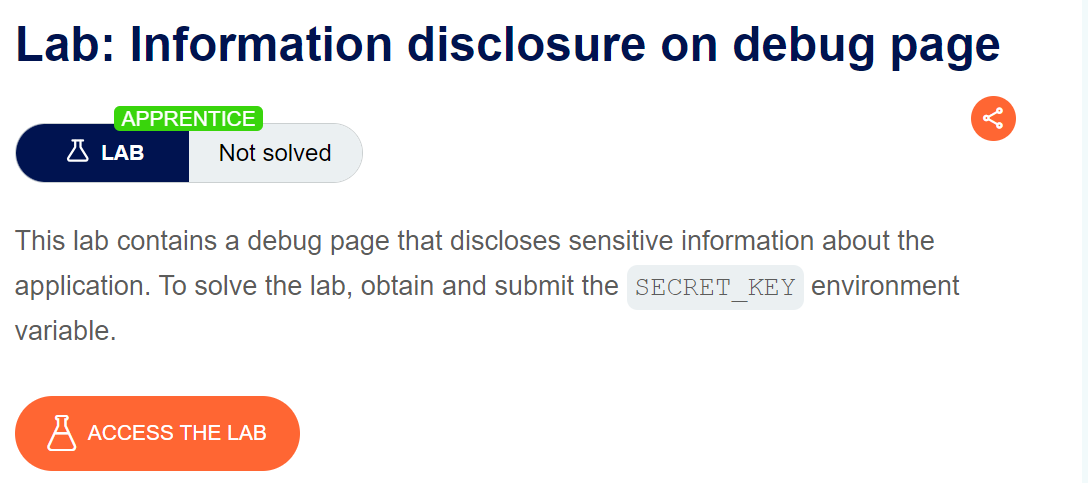 Lab: Information disclosure on debug page
APPRENTICE
LAB Not solved
This lab contains a debug page that discloses sensitive information about the
application. To solve the lab, obtain and submit the SECRET_KEY environment
variable.
ACCESS THE LAB